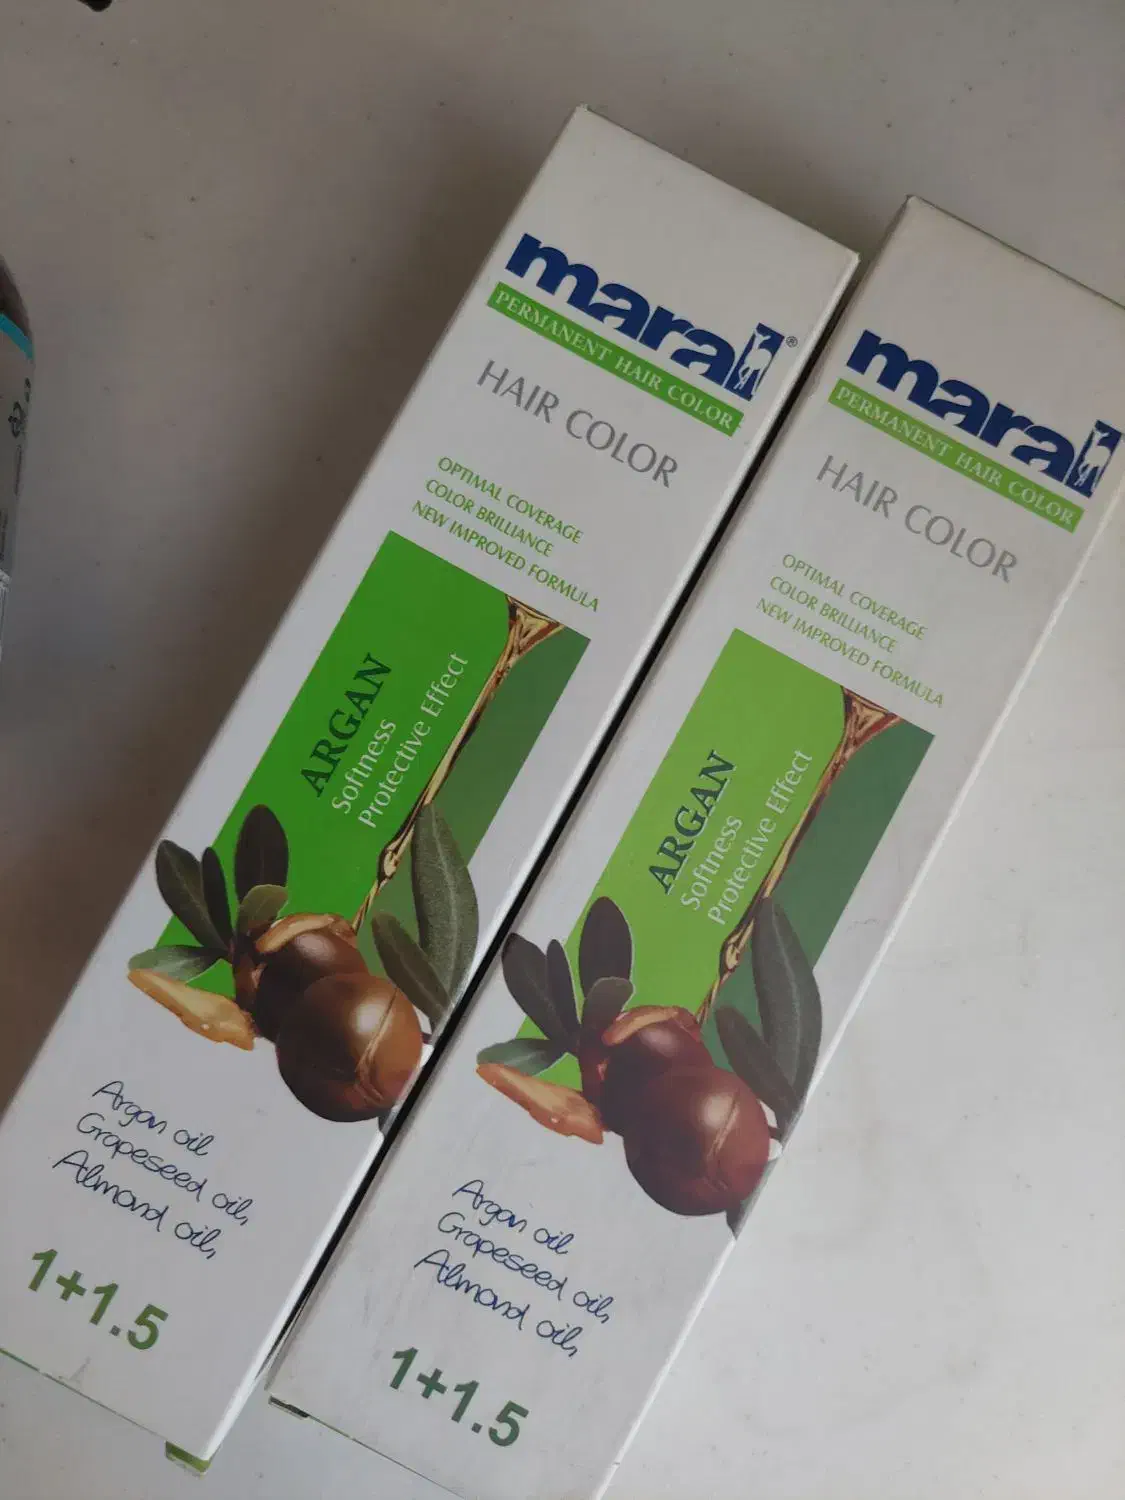 maral®
PERMANENT HAIR COLOR
HAIR COLOR
OPTIMAL COVERAGE
COLOR BRILLIANCE
NEW IMPROVED FORMULA
ARGAN
Softness
Protective Effect
Argan oil
Grapeseed oil,
Almond oil,
1+1.5
maral
PERMANENT HAIR COLOR
HAIR COLOR
OPTIMAL COVERAGE
COLOR BRILLIANCE
NEW IMPROVED FORMULA
ARGAN
Softness
Protective Effect
Argan oil
Grapeseed oil,
Almond oil,
1+1.5